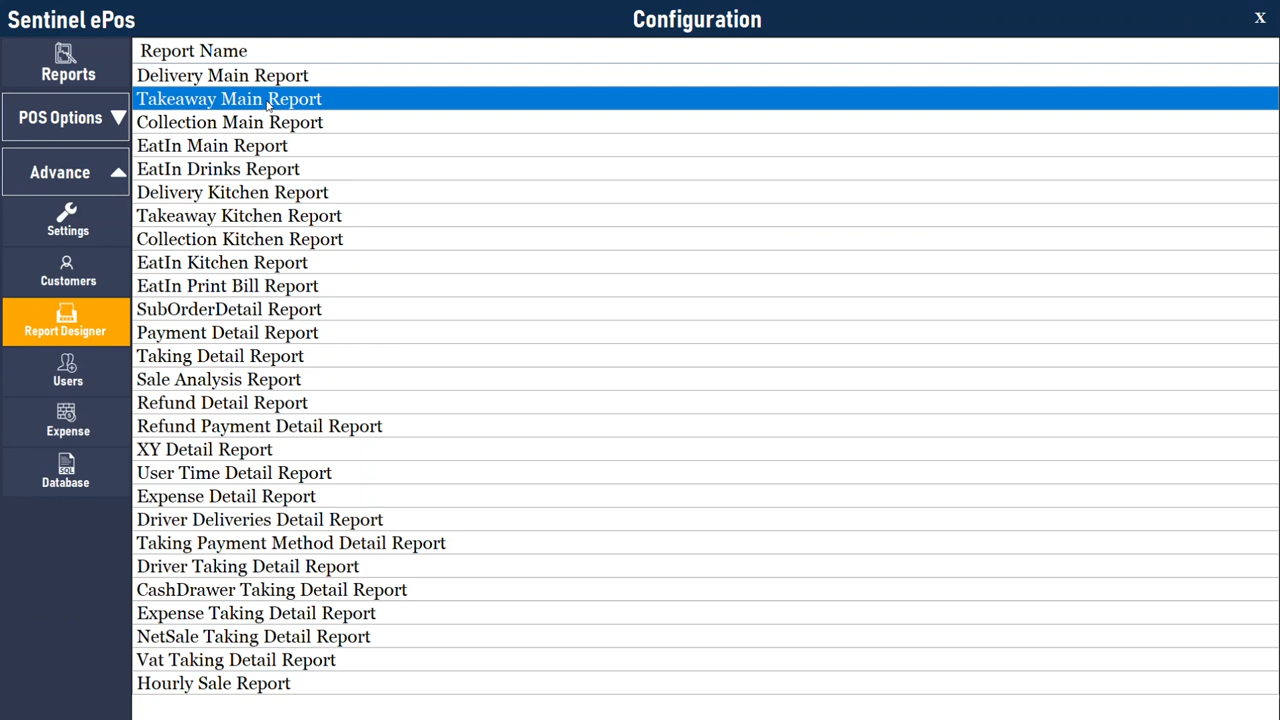 Sentinel ePos
Configuration
X
Reports
POS Options
Advance
Settings
Customers
Report Designer
Users
Expense
SQL
Database
Report Name
Delivery Main Report
Takeaway Main Report
Collection Main Report
EatIn Main Report
EatIn Drinks Report
Delivery Kitchen Report
Takeaway Kitchen Report
Collection Kitchen Report
EatIn Kitchen Report
EatIn Print Bill Report
SubOrderDetail Report
Payment Detail Report
Taking Detail Report
Sale Analysis Report
Refund Detail Report
Refund Payment Detail Report
XY Detail Report
User Time Detail Report
Expense Detail Report
Driver Deliveries Detail Report
Taking Payment Method Detail Report
Driver Taking Detail Report
CashDrawer Taking Detail Report
Expense Taking Detail Report
NetSale Taking Detail Report
Vat Taking Detail Report
Hourly Sale Report